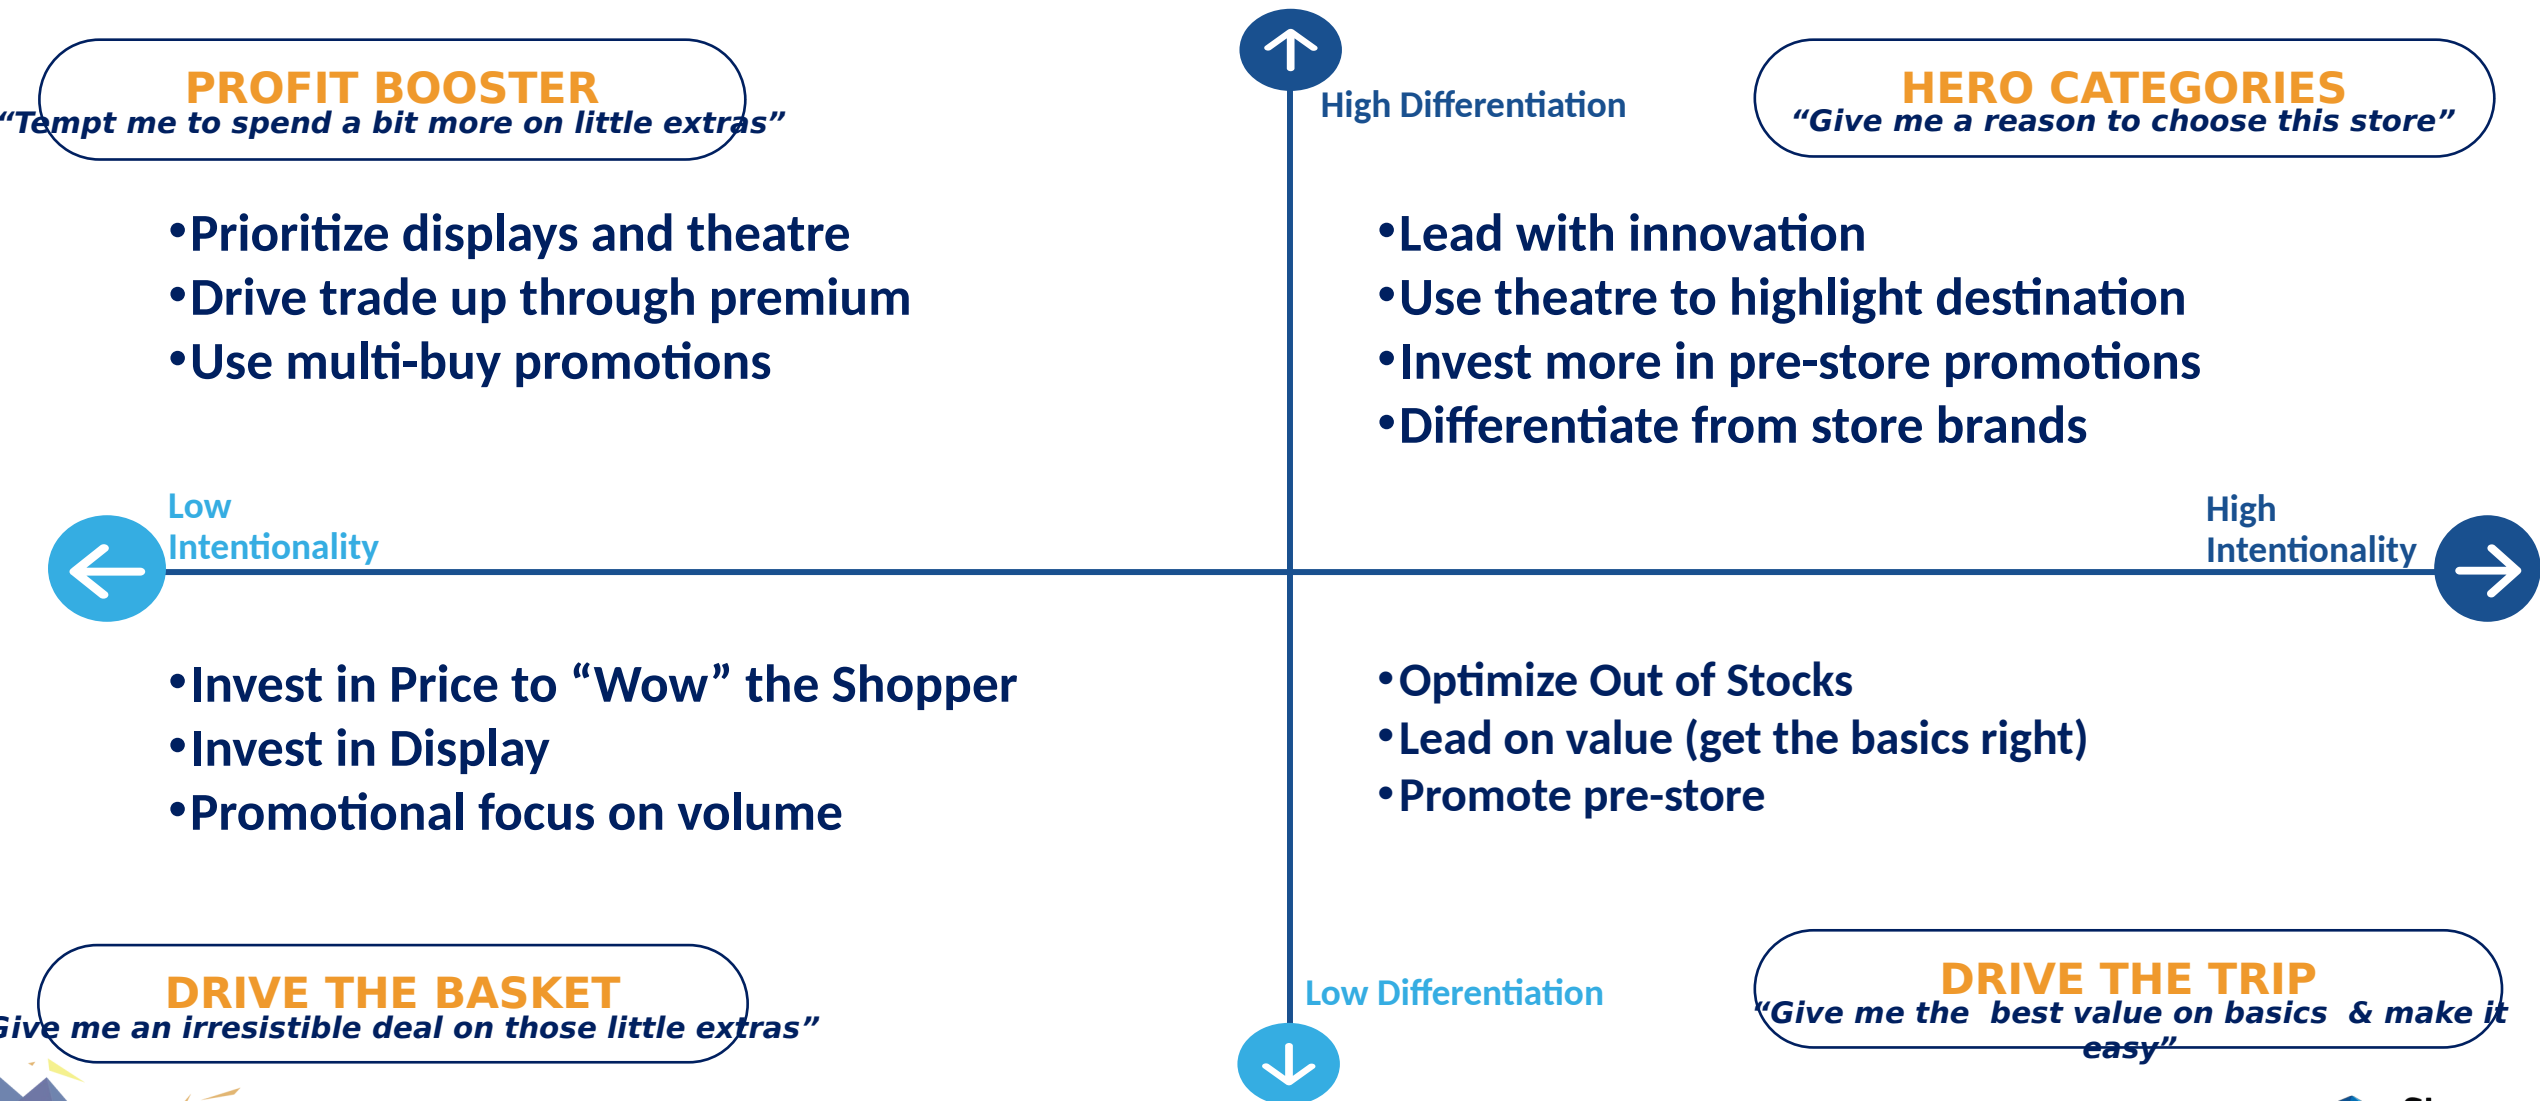 PROFIT BOOSTER
“Tempt me to spend a bit more on little extras”
High Differentiation
HERO CATEGORIES
“Give me a reason to choose this store”
•Prioritize displays and theatre
•Drive trade up through premium
•Use multi-buy promotions
•Lead with innovation
•Use theatre to highlight destination
•Invest more in pre-store promotions
•Differentiate from store brands
Low
Intentionality
High
Intentionality
•Invest in Price to “Wow” the Shopper
•Invest in Display
•Promotional focus on volume
•Optimize Out of Stocks
•Lead on value (get the basics right)
•Promote pre-store
DRIVE THE BASKET
Give me an irresistible deal on those little extras”
Low Differentiation
DRIVE THE TRIP
“Give me the  best value on basics  & make it
easy”